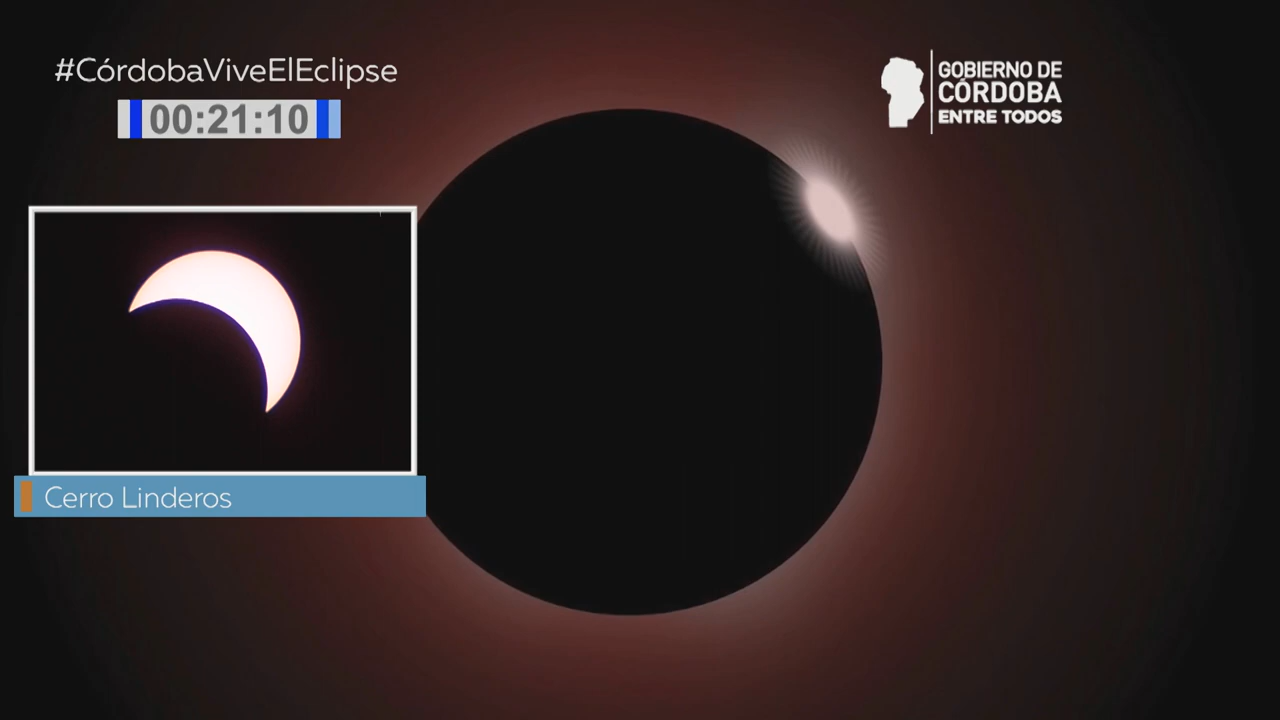 #CórdobaViveElEclipse
00:21:10
GOBIERNO DE
CÓRDOBA
ENTRE TODOS
Cerro Linderos